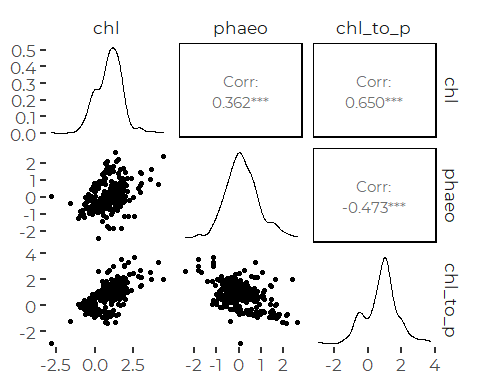 chl phaeo chl_to_p
0.5
0.4
0.3
0.2
0.1
0.0
Corr:
0.362***
Corr:
0.650***
chl
2
1
0
-1
-2
Corr:
-0.473***
phaeo
4
2
0
-2
chl_to_p
-2.5 0.0 2.5
-2 -1 0 1 2
-2 0 2 4